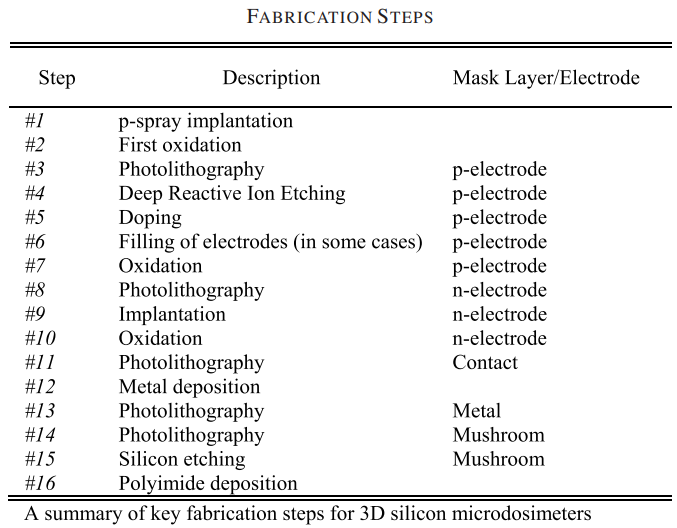 FABRICATION STEPS
Step Description Mask Layer/Electrode
#1 p-spray implantation
#2 First oxidation
#3 Photolithography p-electrode
#4 Deep Reactive Ion Etching p-electrode
#5 Doping p-electrode
#6 Filling of electrodes (in some cases) p-electrode
#7 Oxidation p-electrode
#8 Photolithography n-electrode
#9 Implantation n-electrode
#10 Oxidation n-electrode
#11 Photolithography Contact
#12 Metal deposition
#13 Photolithography Metal
#14 Photolithography Mushroom
#15 Silicon etching Mushroom
#16 Polyimide deposition
A summary of key fabrication steps for 3D silicon microdosimeters